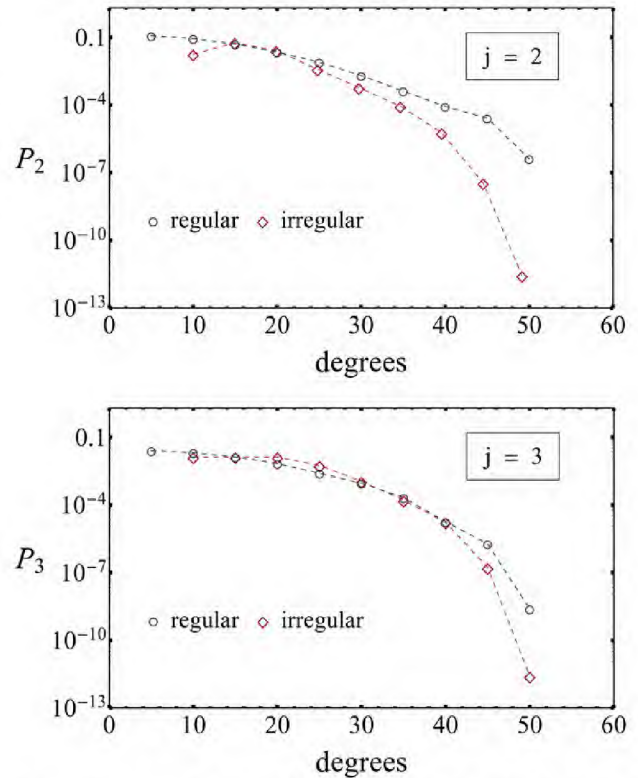 0.1
j = 2
10⁻⁴
P₂
10⁻⁷
regular irregular
10⁻¹⁰
10⁻¹³
0 10 20 30 40 50 60
degrees
0.1
j = 3
10⁻⁴
P₃
10⁻⁷
regular irregular
10⁻¹⁰
10⁻¹³
0 10 20 30 40 50 60
degrees